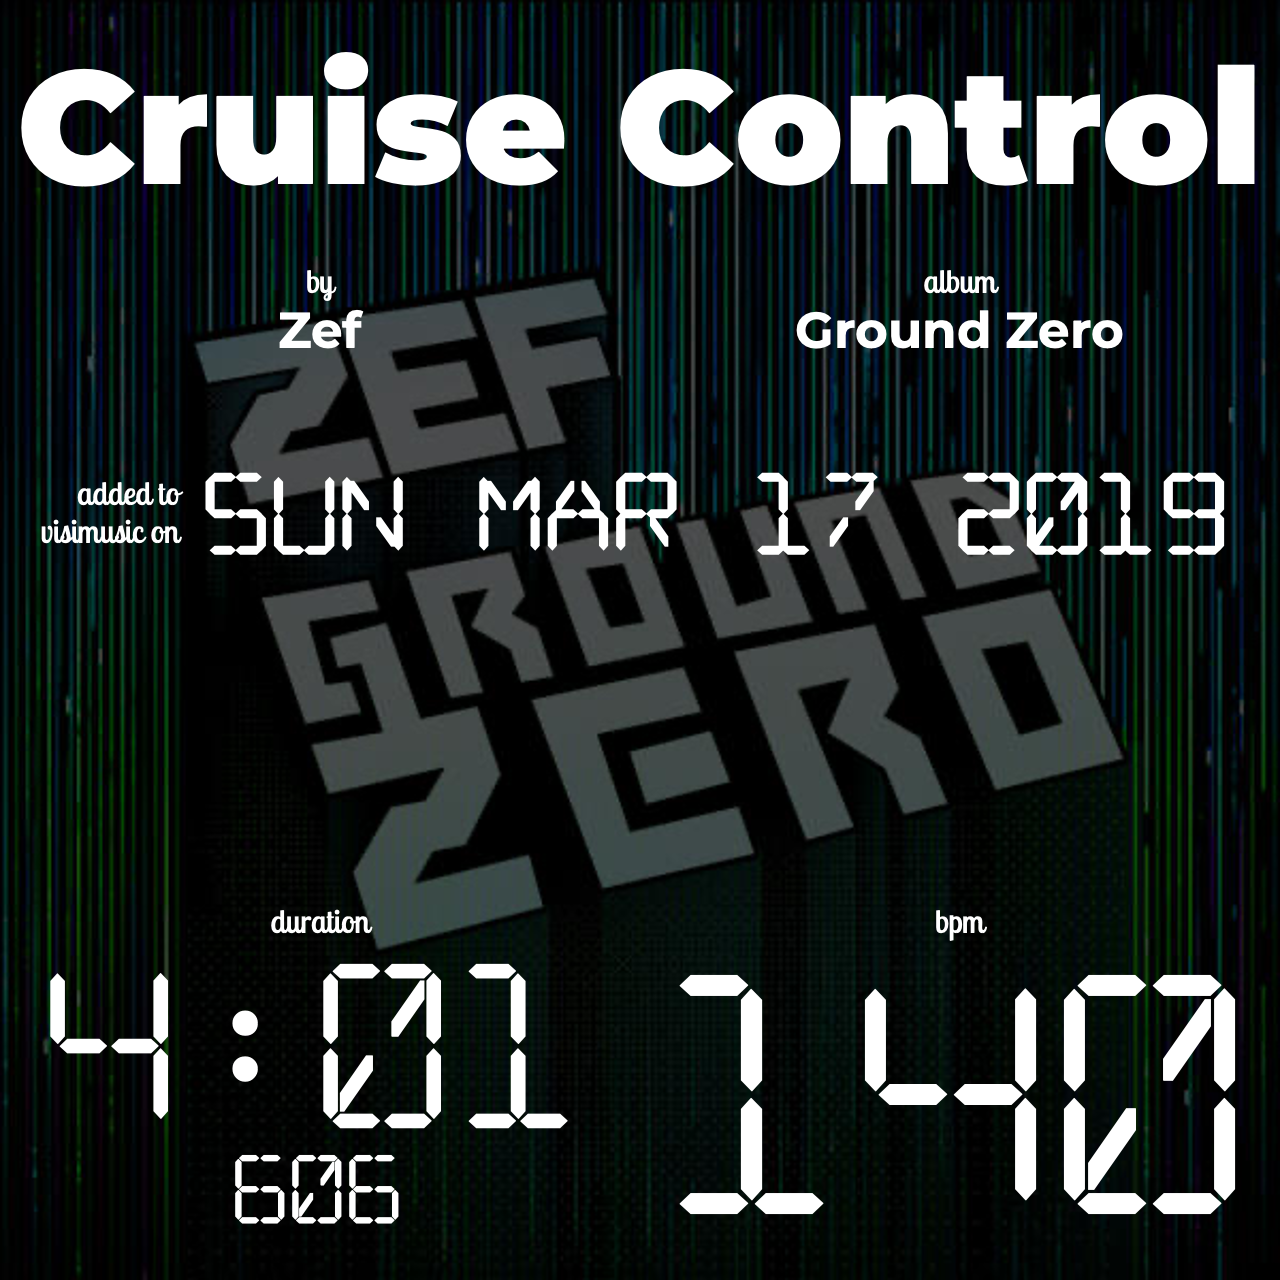 Cruise Control
by
Zef
album
Ground Zero
ZEF
added to
visimusic on
SUN MAR 17 2019
GROUND
ZERO
duration
4:01
606
bpm
140